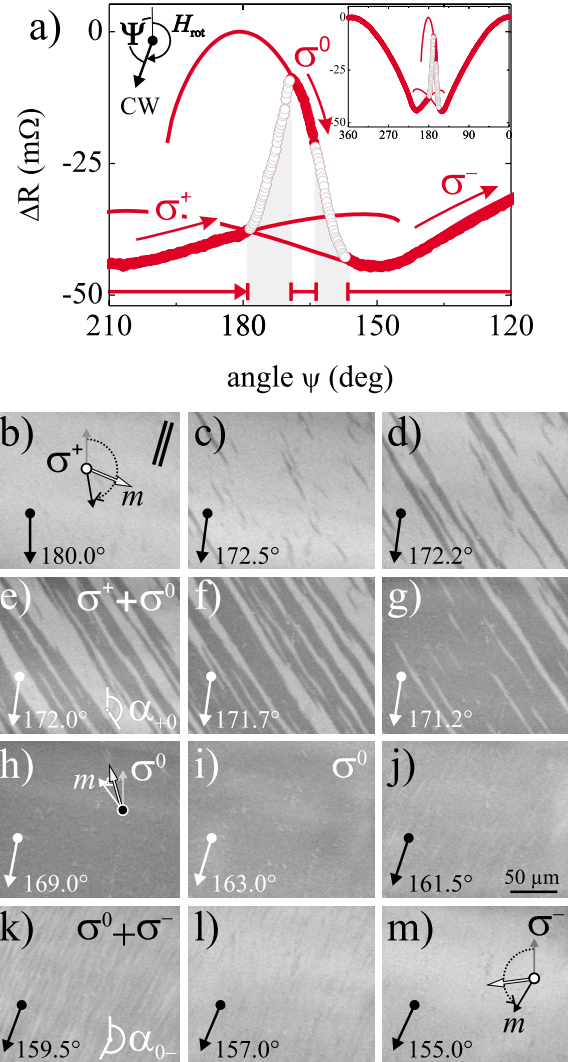 a)
Ψ
H_rot
CW
σ⁰
σ⁺
σ⁻
ΔR (mΩ)
0
-25
-50
210
180
150
120
angle ψ (deg)
0
-25
-50
360
270
180
90
0
b)
σ⁺
m
180.0°
c)
172.5°
d)
172.2°
e)
σ⁺+σ⁰
172.0°
α₊₀
f)
171.7°
g)
171.2°
h)
σ⁰
m
169.0°
i)
σ⁰
163.0°
j)
161.5°
50 µm
k)
σ⁰+σ⁻
159.5°
α₀₋
l)
157.0°
m)
σ⁻
m
155.0°